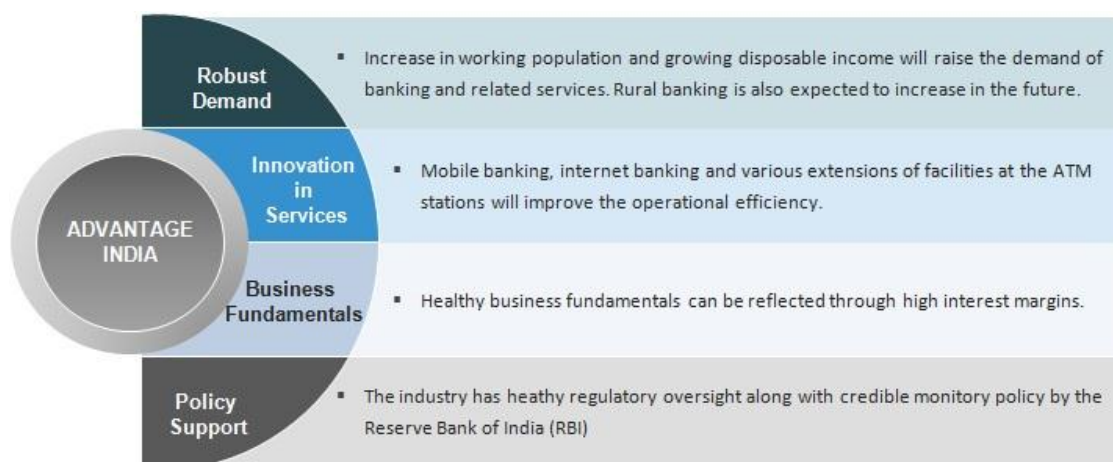 Robust
Demand
▪ Increase in working population and growing disposable income will raise the demand of
banking and related services. Rural banking is also expected to increase in the future.
ADVANTAGE
INDIA
Innovation
in
Services
▪ Mobile banking, internet banking and various extensions of facilities at the ATM
stations will improve the operational efficiency.
Business
Fundamentals
▪ Healthy business fundamentals can be reflected through high interest margins.
Policy
Support
▪ The industry has heathy regulatory oversight along with credible monitory policy by the
Reserve Bank of India (RBI)